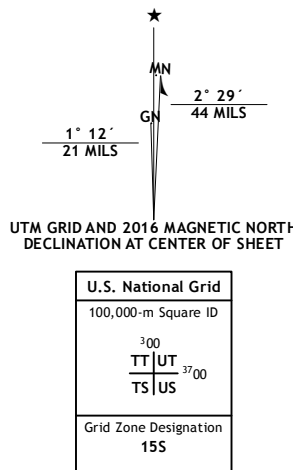 ★
MN
GN
2° 29´
44 MILS
1° 12´
21 MILS
UTM GRID AND 2016 MAGNETIC NORTH
DECLINATION AT CENTER OF SHEET
U.S. National Grid
100,000-m Square ID
³00
TT UT
³⁷00
TS US
Grid Zone Designation
15S